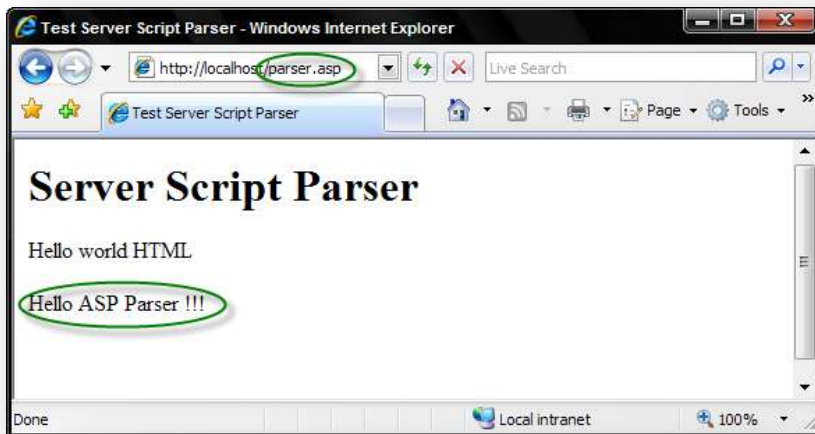 Test Server Script Parser - Windows Internet Explorer
http://localhost/parser.asp
Live Search
Test Server Script Parser
Page
Tools
»
Server Script Parser
Hello world HTML
Hello ASP Parser !!!
Done
Local intranet
100%